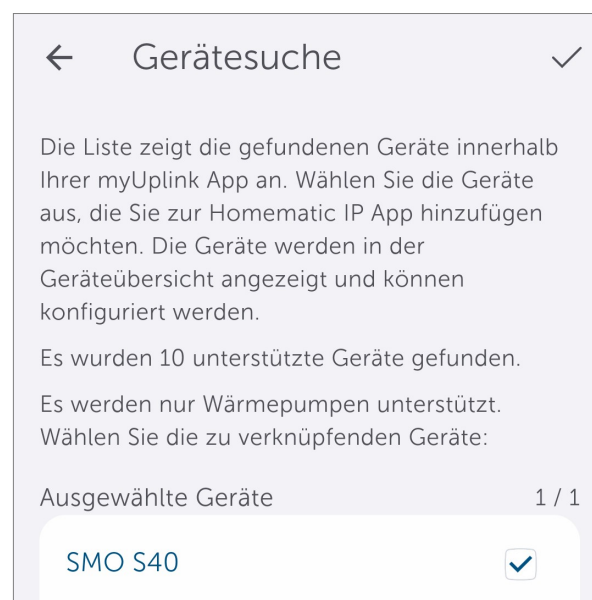 Gerätesuche
Die Liste zeigt die gefundenen Geräte innerhalb
Ihrer myUplink App an. Wählen Sie die Geräte
aus, die Sie zur Homematic IP App hinzufügen
möchten. Die Geräte werden in der
Geräteübersicht angezeigt und können
konfiguriert werden.
Es wurden 10 unterstützte Geräte gefunden.
Es werden nur Wärmepumpen unterstützt.
Wählen Sie die zu verknüpfenden Geräte:
Ausgewählte Geräte 1 / 1
SMO S40